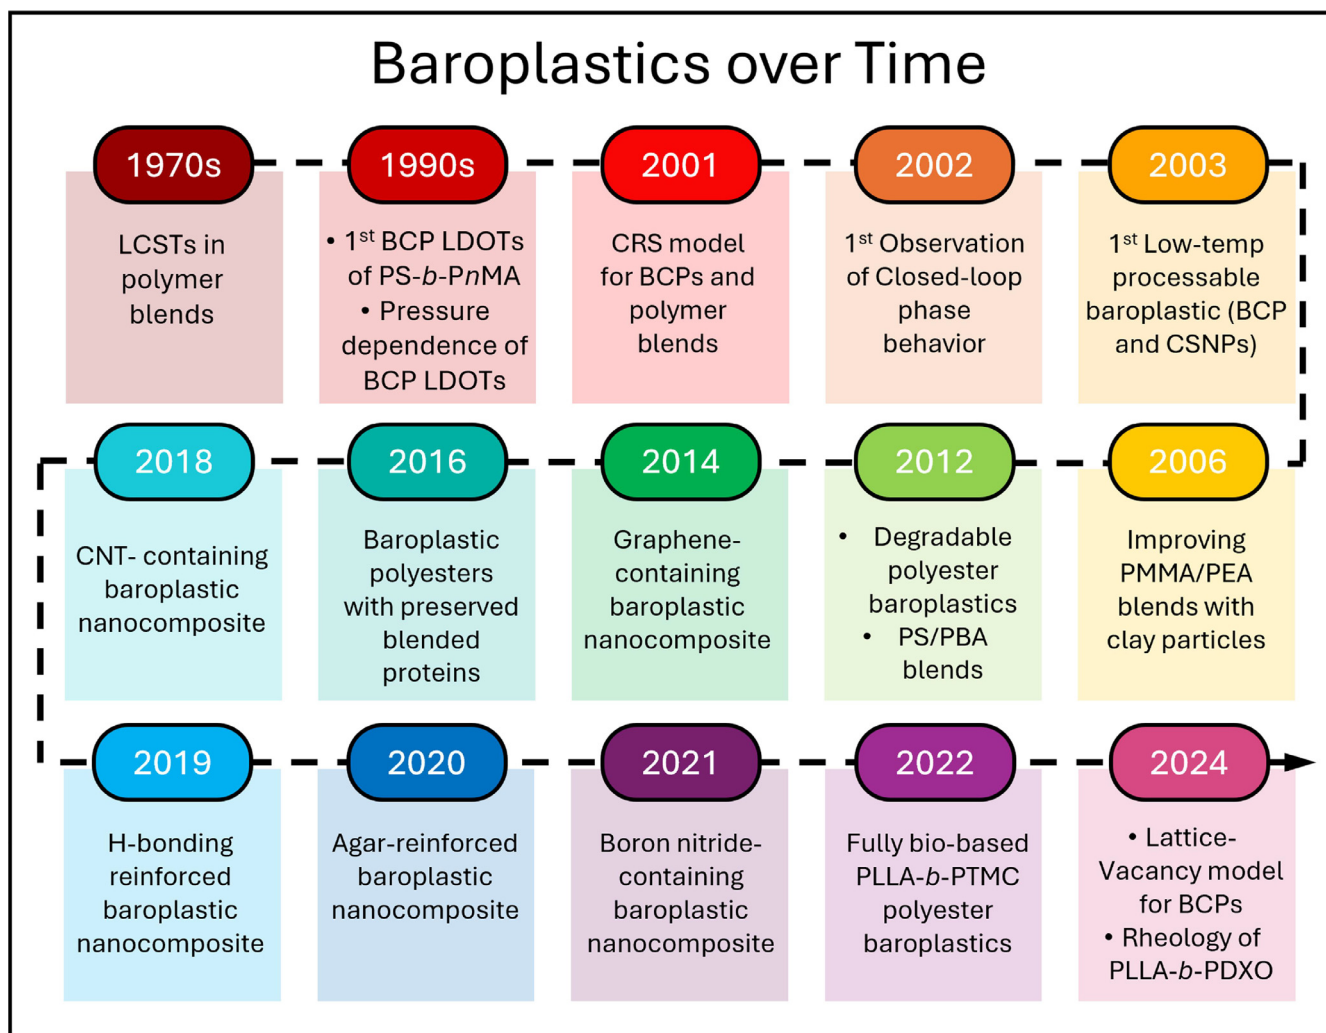 Baroplastics over Time
1970s
LCSTs in
polymer
blends
1990s
• 1st BCP LDOTs
of PS-b-PnMA
• Pressure
dependence of
BCP LDOTs
2001
CRS model
for BCPs and
polymer
blends
2002
1st Observation
of Closed-loop
phase
behavior
2003
1st Low-temp
processable
baroplastic (BCP
and CSNPs)
2006
Improving
PMMA/PEA
blends with
clay particles
2012
• Degradable
polyester
baroplastics
• PS/PBA
blends
2014
Graphene-
containing
baroplastic
nanocomposite
2016
Baroplastic
polyesters
with preserved
blended
proteins
2018
CNT- containing
baroplastic
nanocomposite
2019
H-bonding
reinforced
baroplastic
nanocomposite
2020
Agar-reinforced
baroplastic
nanocomposite
2021
Boron nitride-
containing
baroplastic
nanocomposite
2022
Fully bio-based
PLLA-b-PTMC
polyester
baroplastics
2024
• Lattice-
Vacancy model
for BCPs
• Rheology of
PLLA-b-PDXO